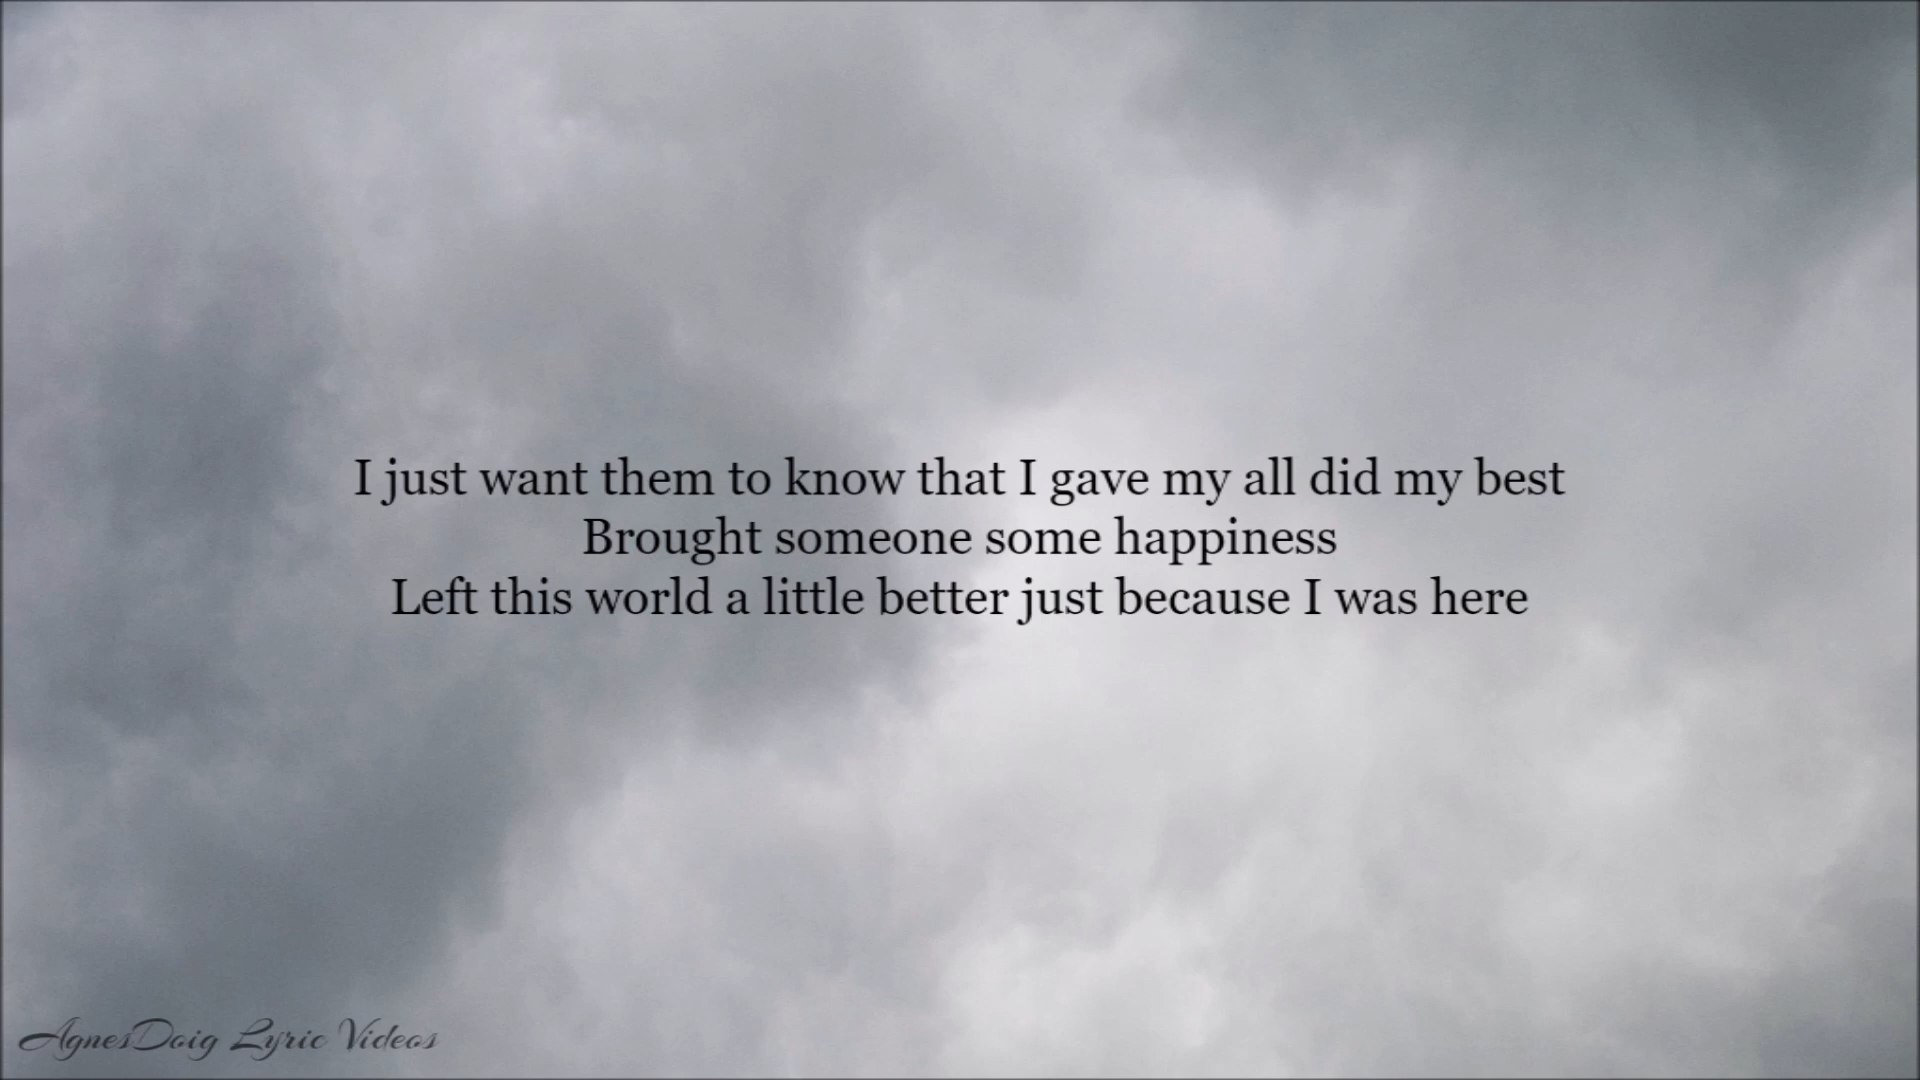 I just want them to know that I gave my all did my best
Brought someone some happiness
Left this world a little better just because I was here
AgnesDoig Lyric Videos